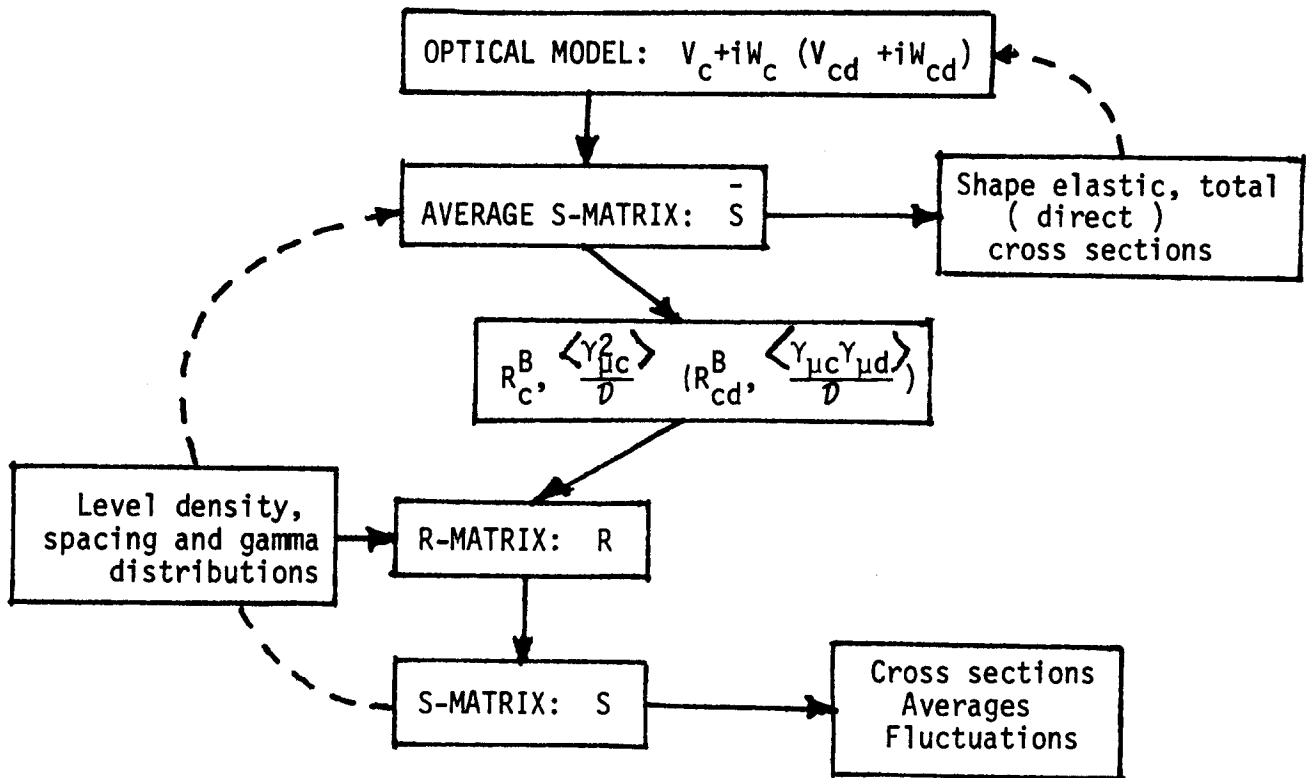 OPTICAL MODEL: V_c+iW_c (V_cd +iW_cd)
AVERAGE S-MATRIX: S̄
Shape elastic, total
( direct )
cross sections
R_c^B, <γ_μc^2>/D (R_cd^B, <γ_μc γ_μd>/D)
Level density,
spacing and gamma
distributions
R-MATRIX: R
S-MATRIX: S
Cross sections
Averages
Fluctuations